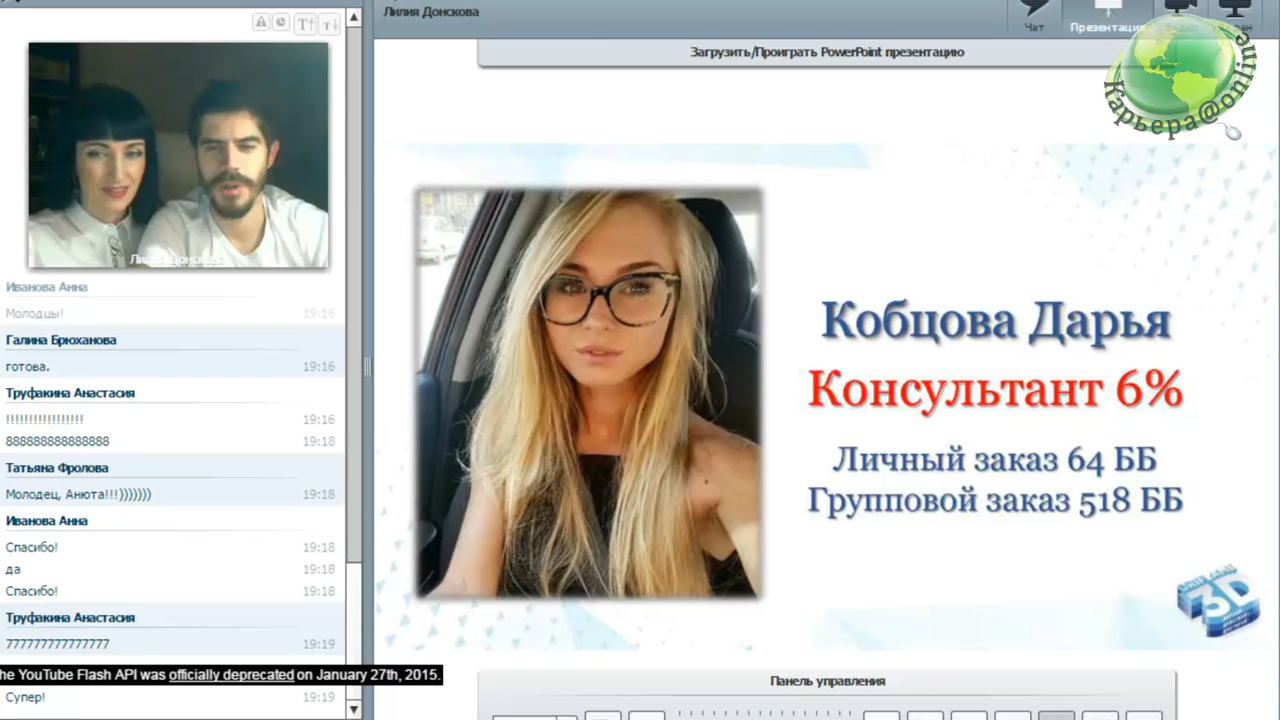 Лилия Донскова
Чат
Презентация
Загрузить/Проиграть PowerPoint презентацию
Карьера@online
T↑
T↓
Лилия Донскова
Иванова Анна
Молодцы! 19:16
Галина Брюханова
готова. 19:16
Труфакина Анастасия
!!!!!!!!!!!!!!!!! 19:16
888888888888888 19:18
Татьяна Фролова
Молодец, Анюта!!!))))))) 19:18
Иванова Анна
Спасибо! 19:18
да 19:18
Спасибо! 19:18
Труфакина Анастасия
777777777777777 19:19
he YouTube Flash API was officially deprecated on January 27th, 2015.
Супер! 19:19
Кобцова Дарья
Консультант 6%
Личный заказ 64 ББ
Групповой заказ 518 ББ
3D
Панель управления